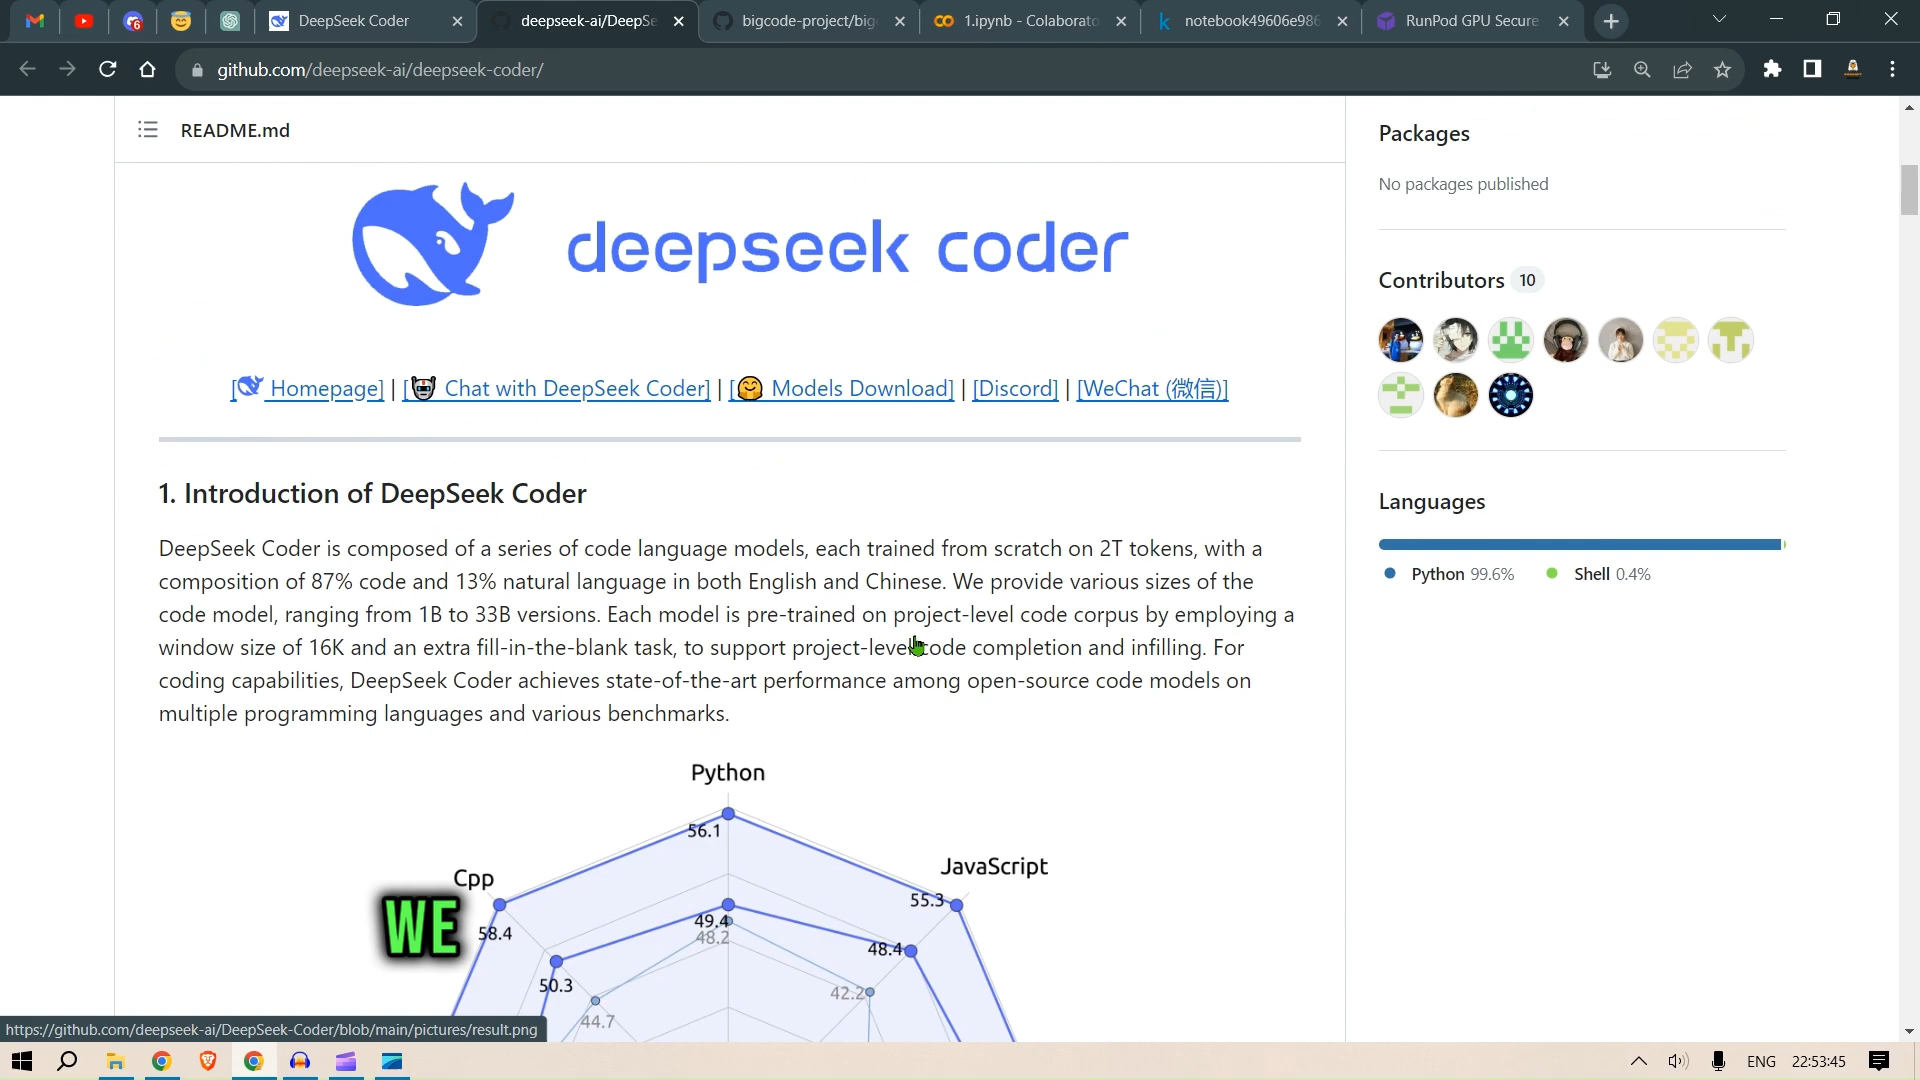 DeepSeek Coder
deepseek-ai/DeepSe
bigcode-project/big
1.ipynb - Colaborato
notebook49606e986
RunPod GPU Secure
github.com/deepseek-ai/deepseek-coder/
README.md
deepseek coder
[ Homepage] | [🤖 Chat with DeepSeek Coder] | [🤗 Models Download] | [Discord] | [WeChat (微信)]
1. Introduction of DeepSeek Coder
DeepSeek Coder is composed of a series of code language models, each trained from scratch on 2T tokens, with a
composition of 87% code and 13% natural language in both English and Chinese. We provide various sizes of the
code model, ranging from 1B to 33B versions. Each model is pre-trained on project-level code corpus by employing a
window size of 16K and an extra fill-in-the-blank task, to support project-level code completion and infilling. For
coding capabilities, DeepSeek Coder achieves state-of-the-art performance among open-source code models on
multiple programming languages and various benchmarks.
Python
56.1
JavaScript
Cpp
55.3
WE
58.4
49.4
48.2
48.4
50.3
42.2
44.7
Packages
No packages published
Contributors 10
Languages
Python 99.6%
Shell 0.4%
https://github.com/deepseek-ai/DeepSeek-Coder/blob/main/pictures/result.png
ENG
22:53:45